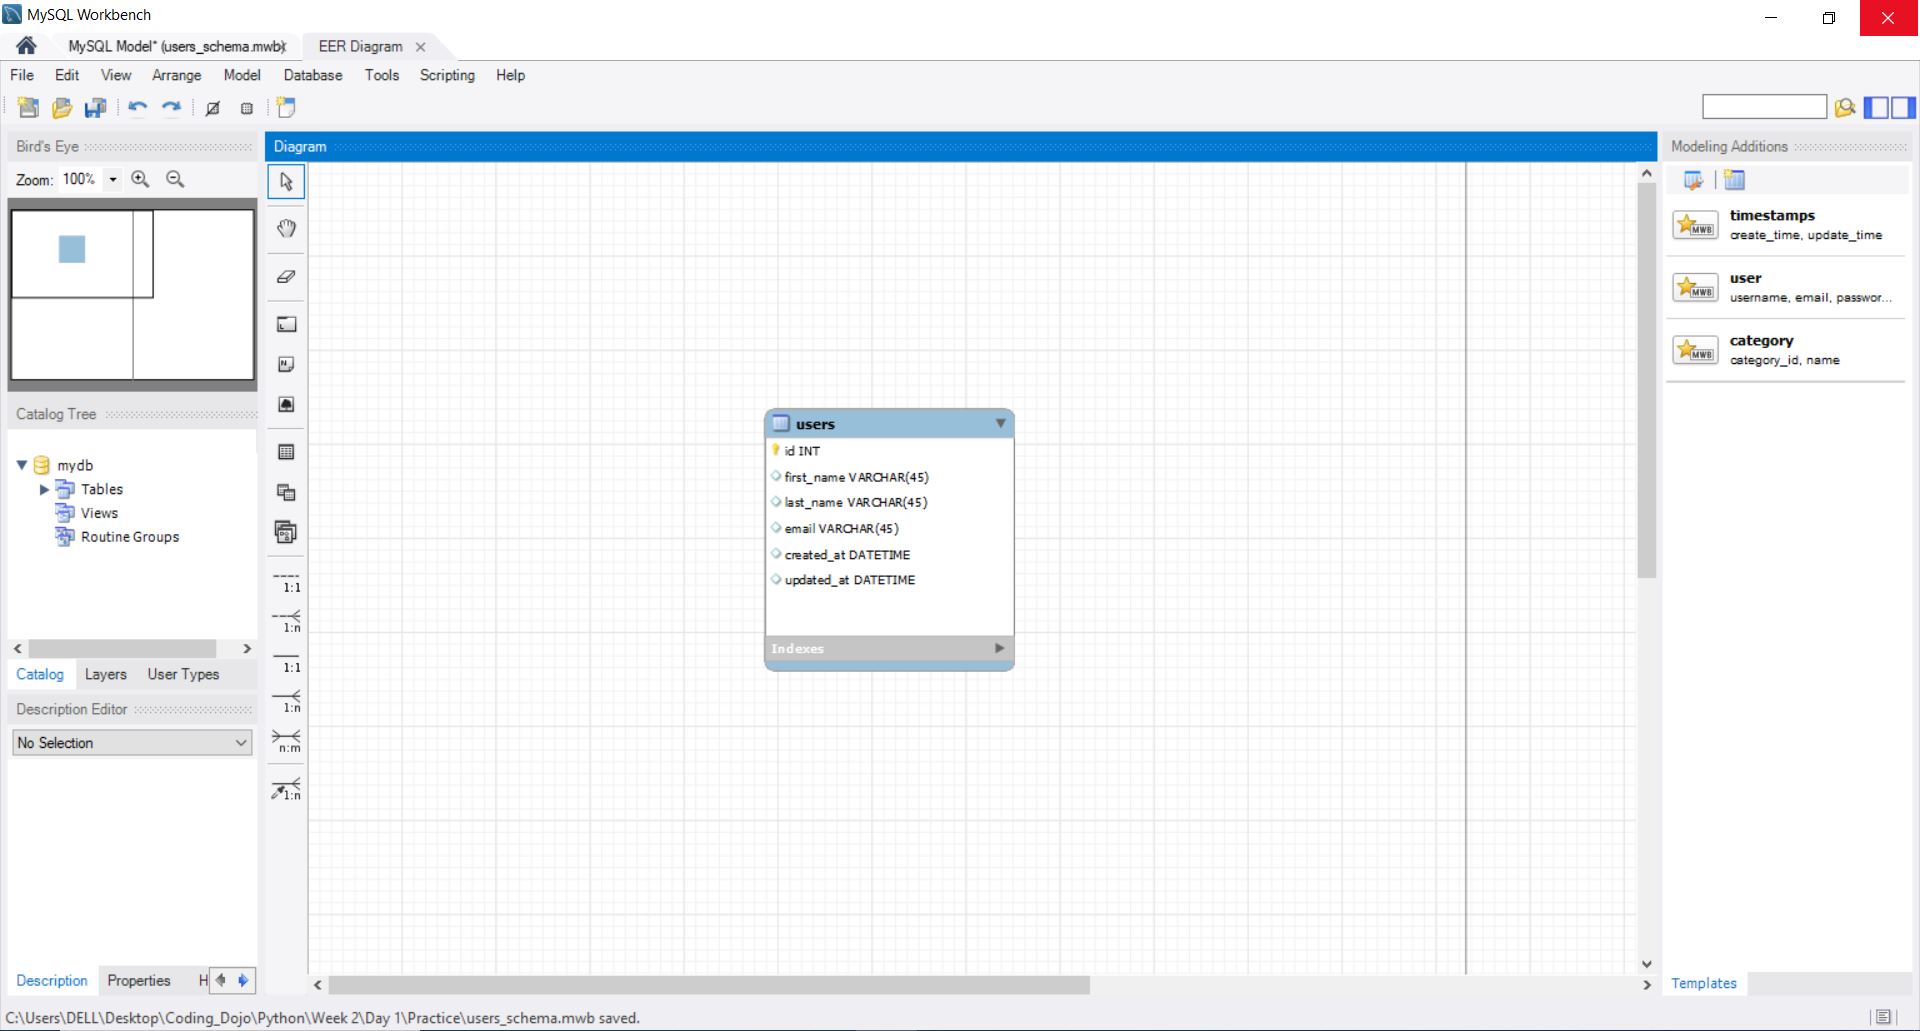 MySQL Workbench
MySQL Model* (users_schema.mwb)
EER Diagram
File Edit View Arrange Model Database Tools Scripting Help
Bird's Eye
Zoom: 100%
Catalog Tree
mydb
Tables
Views
Routine Groups
Catalog Layers User Types
Description Editor
No Selection
Description Properties H
Diagram
1:1
1:n
1:1
1:n
n:m
1:n
users
id INT
first_name VARCHAR(45)
last_name VARCHAR(45)
email VARCHAR(45)
created_at DATETIME
updated_at DATETIME
Indexes
Modeling Additions
MWB
timestamps
create_time, update_time
MWB
user
username, email, passwor...
MWB
category
category_id, name
Templates
C:\Users\DELL\Desktop\Coding_Dojo\Python\Week 2\Day 1\Practice\users_schema.mwb saved.